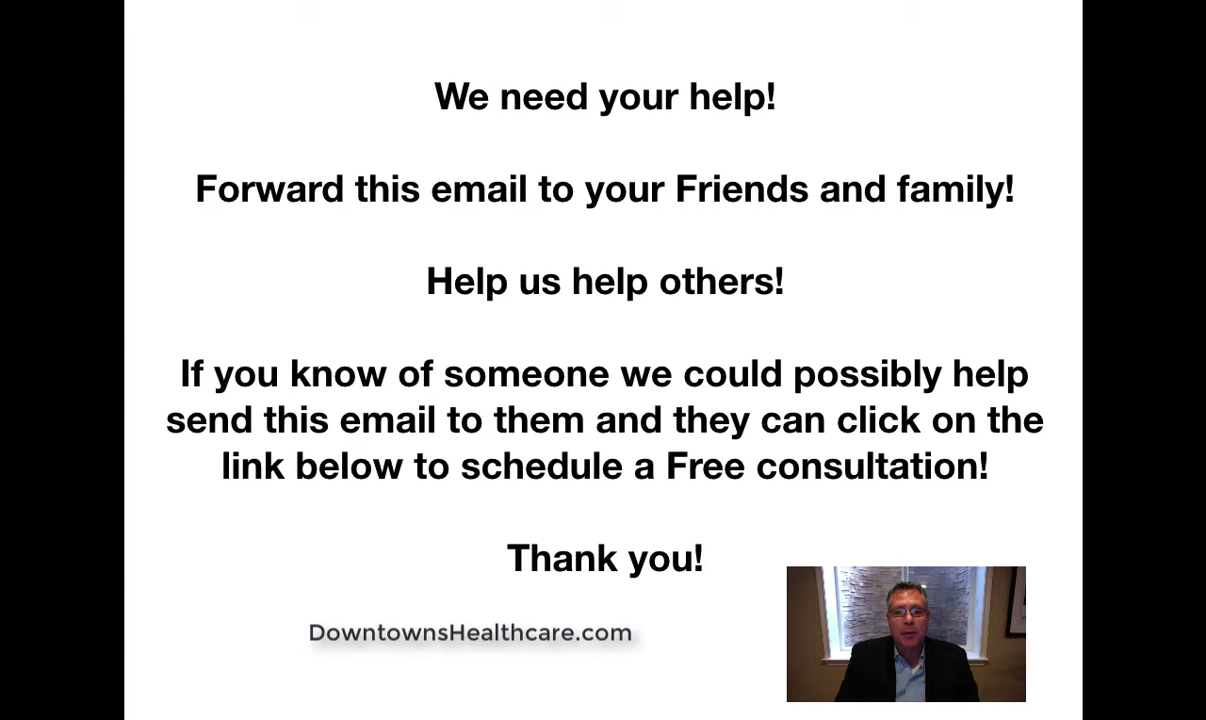 We need your help!
Forward this email to your Friends and family!
Help us help others!
If you know of someone we could possibly help
send this email to them and they can click on the
link below to schedule a Free consultation!
Thank you!
DowntownsHealthcare.com